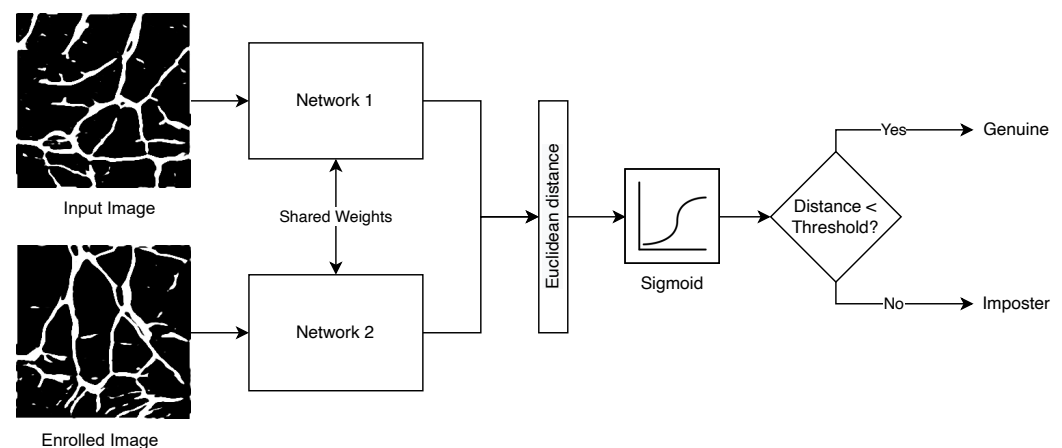 Network 1
Input Image
Shared Weights
Network 2
Enrolled Image
Euclidean distance
Sigmoid
Distance <
Threshold?
Yes
Genuine
No
Imposter